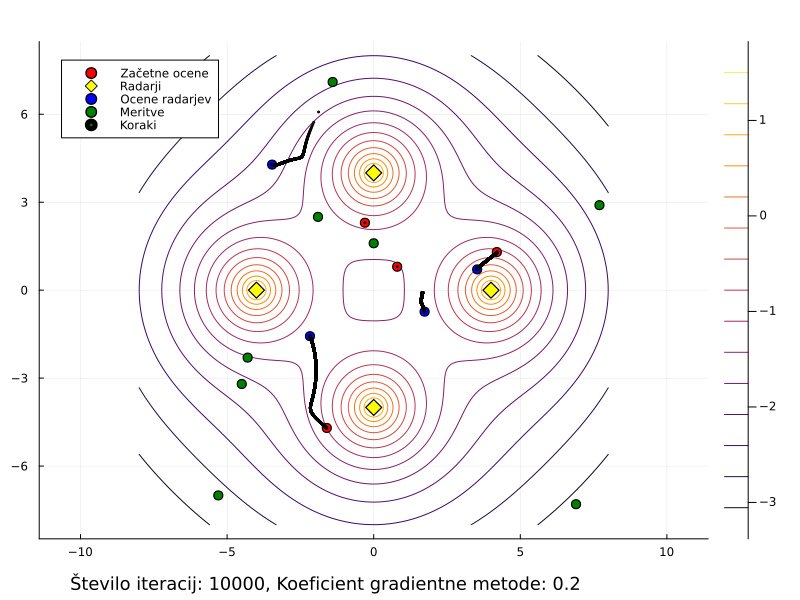 Začetne ocene
Radarji
Ocene radarjev
Meritve
Koraki
6
3
0
−3
−6
−10
−5
0
5
10
1
0
−1
−2
−3
Število iteracij: 10000, Koeficient gradientne metode: 0.2